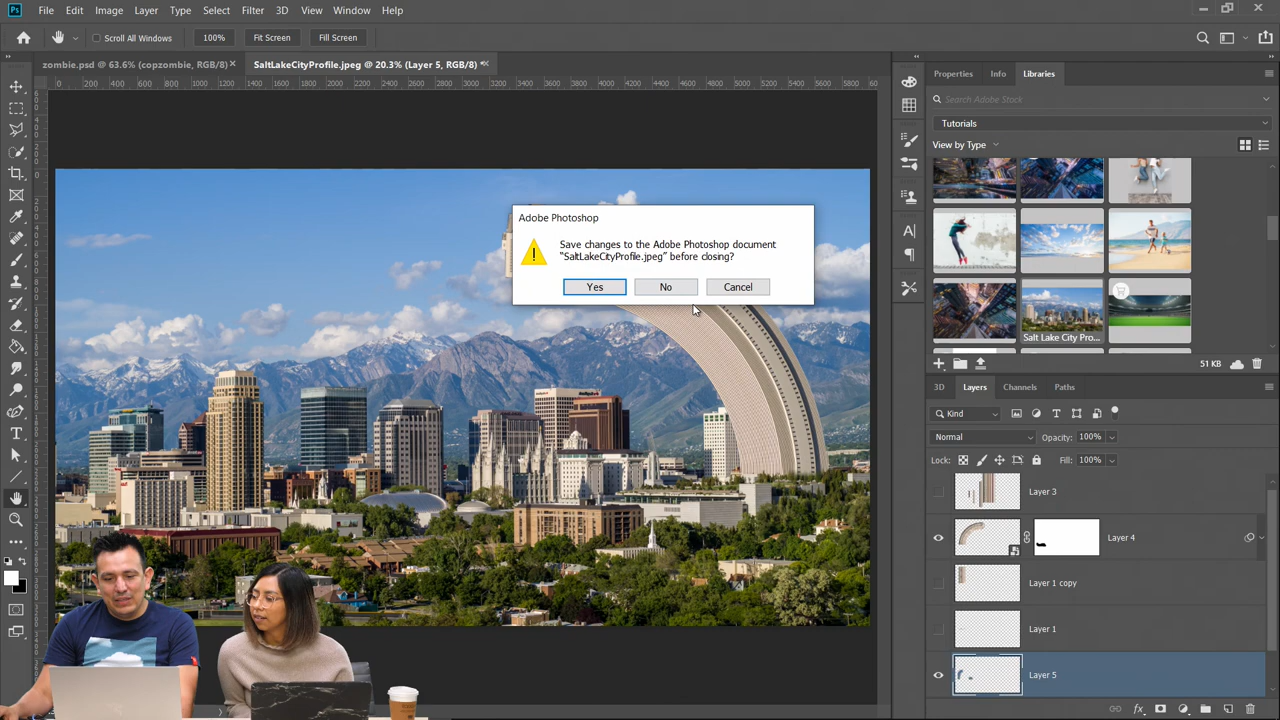 Ps File Edit Image Layer Type Select Filter 3D View Window Help
Scroll All Windows 100% Fit Screen Fill Screen
zombie.psd @ 63.6% (copzombie, RGB/8) SaltLakeCityProfile.jpeg @ 20.3% (Layer 5, RGB/8) *
0 200 400 600 800 1000 1200 1400 1600 1800 2000 2200 2400 2600 2800 3000 3200 3400 3600 3800 4000 4200 4400 4600 4800 5000 5200 5400 5600 5800
Properties Info Libraries
Search Adobe Stock
Tutorials
View by Type
Adobe Photoshop
Save changes to the Adobe Photoshop document
"SaltLakeCityProfile.jpeg" before closing?
Yes No Cancel
Salt Lake City Pro...
51 KB
3D Layers Channels Paths
Kind
Normal Opacity: 100%
Lock: Fill: 100%
Layer 3
Layer 4
Layer 1 copy
Layer 1
Layer 5
fx